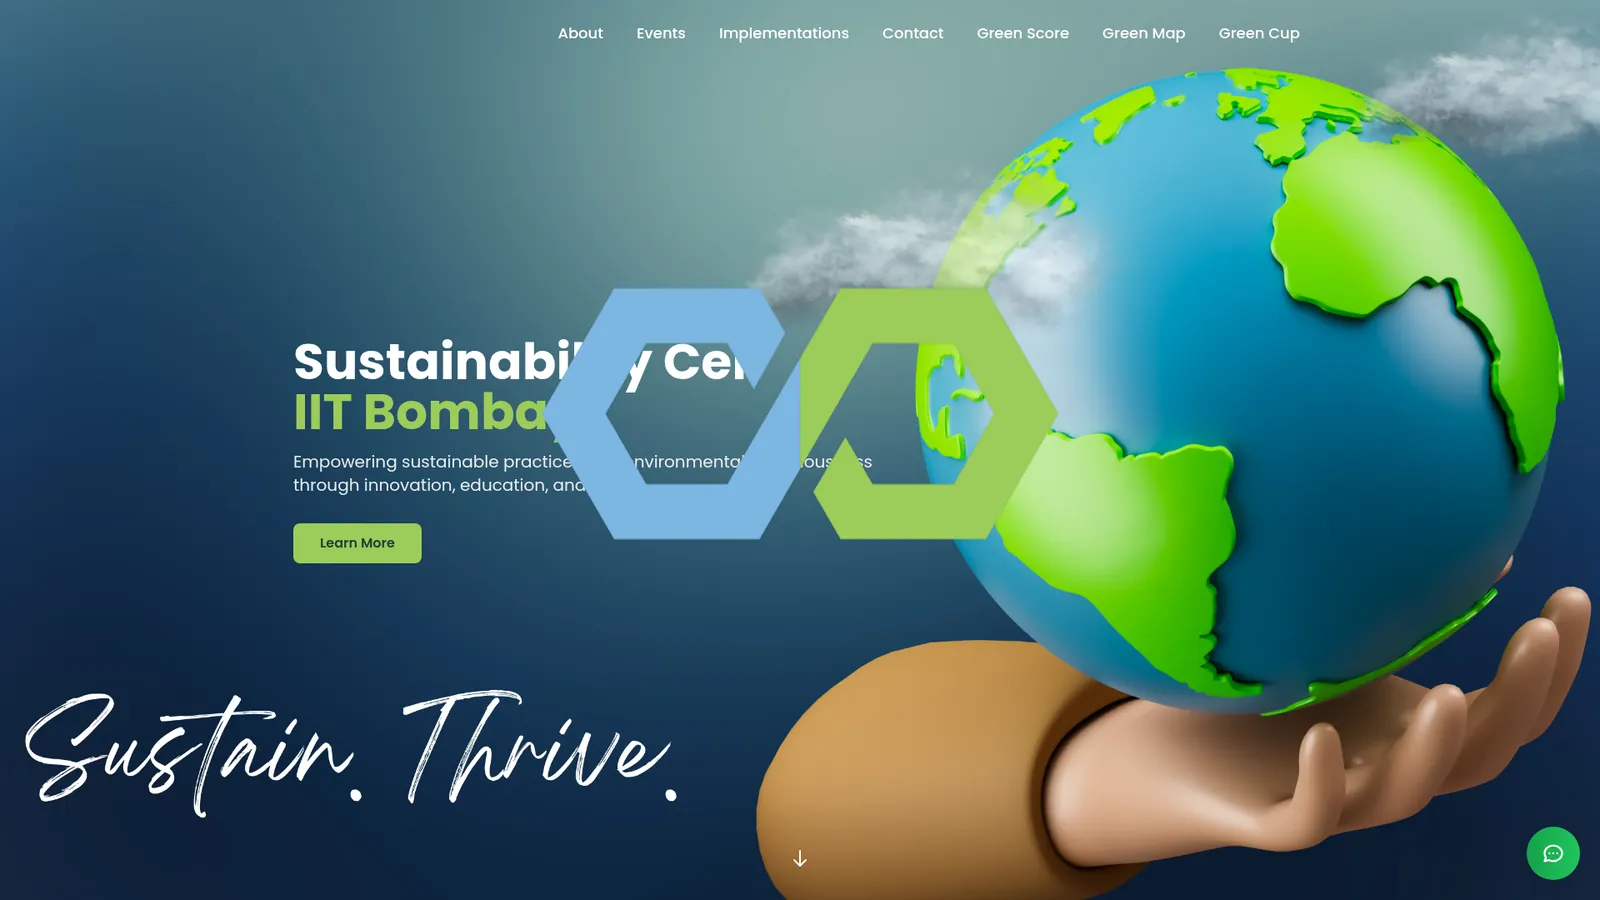 About Events Implementations Contact Green Score Green Map Green Cup
Sustainabi y Ce
IIT Bomba
Empowering sustainable practice nvironmenta
through innovation, education, and
Learn More
Sustain. Thrive.